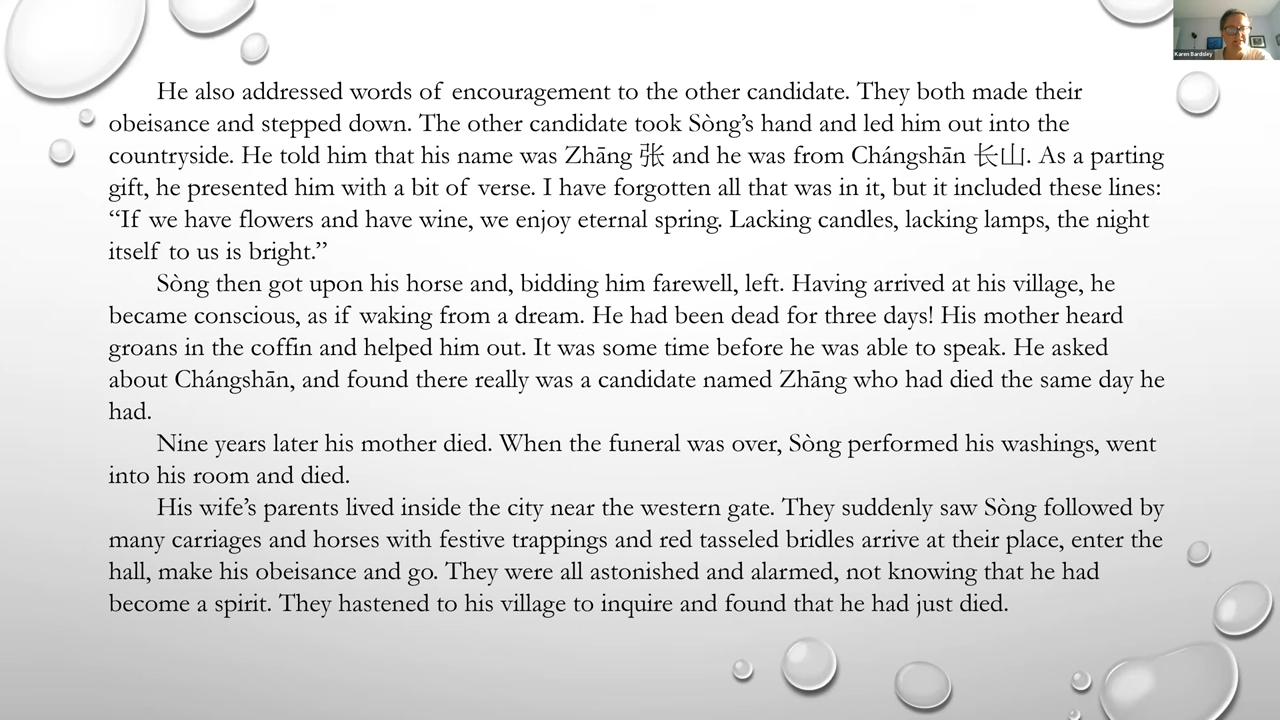 Karen Bardsley
He also addressed words of encouragement to the other candidate. They both made their
obeisance and stepped down. The other candidate took Sòng’s hand and led him out into the
countryside. He told him that his name was Zhāng 张 and he was from Chángshān 长山. As a parting
gift, he presented him with a bit of verse. I have forgotten all that was in it, but it included these lines:
“If we have flowers and have wine, we enjoy eternal spring. Lacking candles, lacking lamps, the night
itself to us is bright.”
Sòng then got upon his horse and, bidding him farewell, left. Having arrived at his village, he
became conscious, as if waking from a dream. He had been dead for three days! His mother heard
groans in the coffin and helped him out. It was some time before he was able to speak. He asked
about Chángshān, and found there really was a candidate named Zhāng who had died the same day he
had.
Nine years later his mother died. When the funeral was over, Sòng performed his washings, went
into his room and died.
His wife’s parents lived inside the city near the western gate. They suddenly saw Sòng followed by
many carriages and horses with festive trappings and red tasseled bridles arrive at their place, enter the
hall, make his obeisance and go. They were all astonished and alarmed, not knowing that he had
become a spirit. They hastened to his village to inquire and found that he had just died.